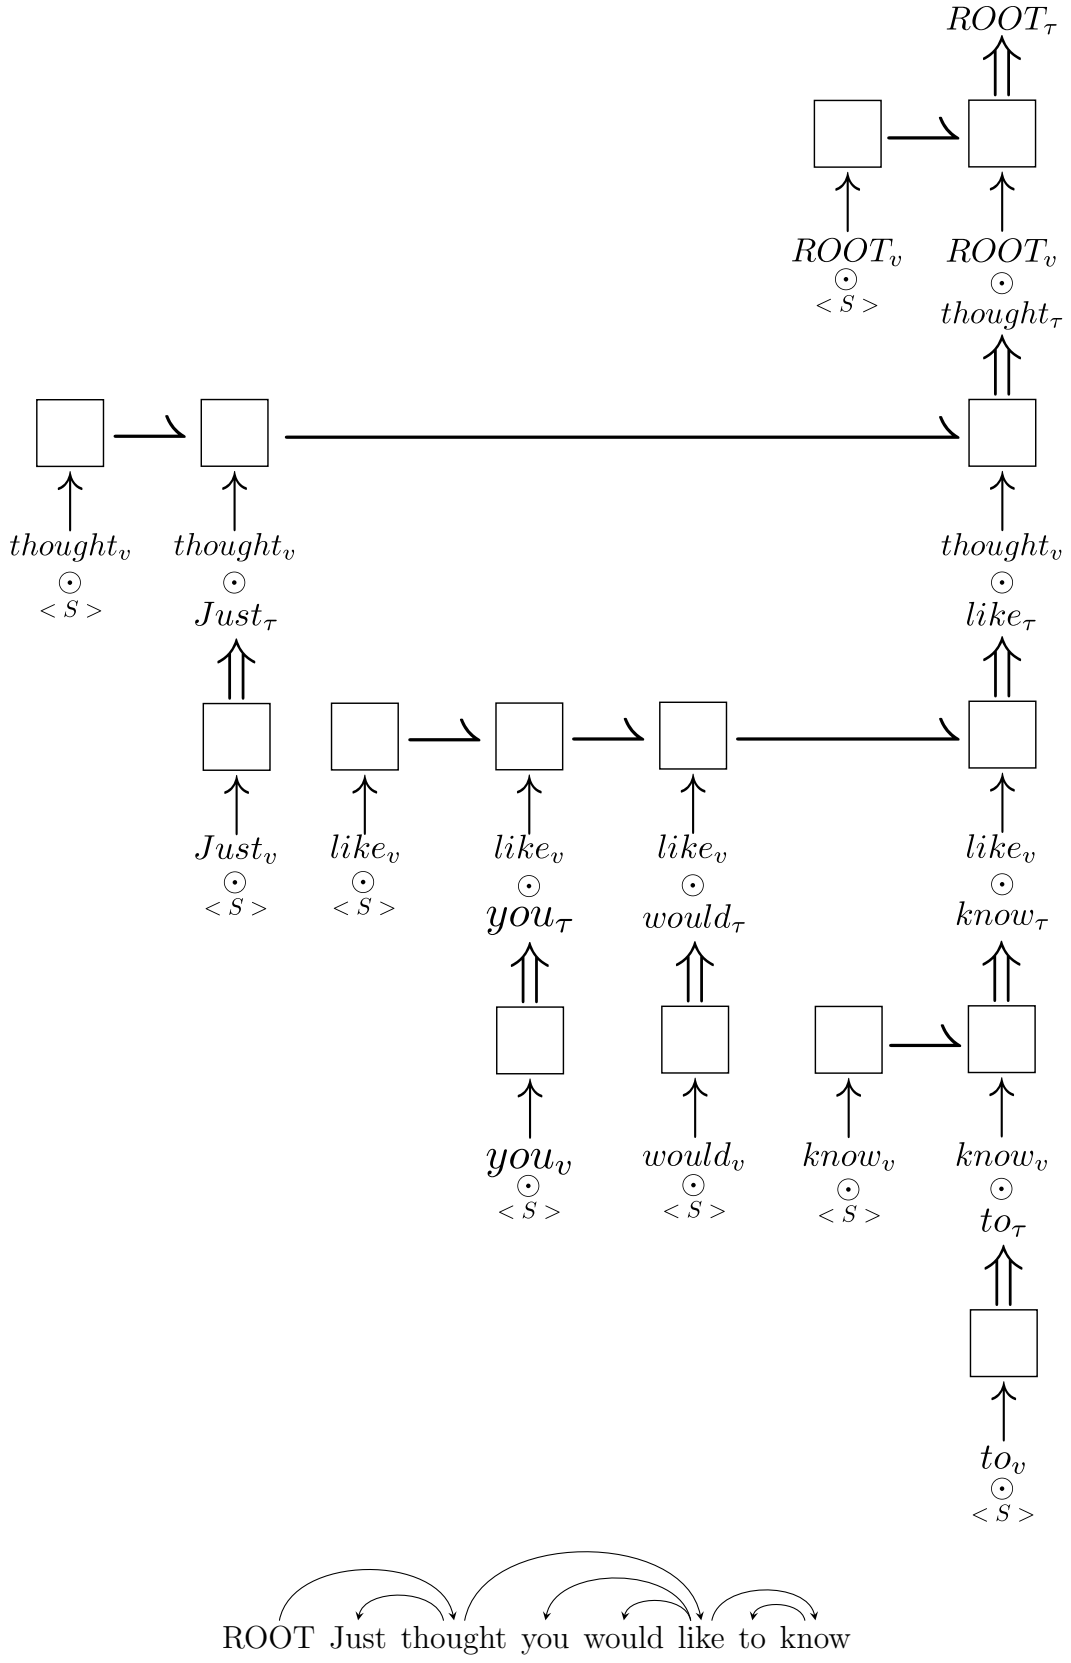 ROOT_τ
ROOT_v ROOT_v
⊙ ⊙
< S > thought_τ
thought_v thought_v thought_v
⊙ ⊙ ⊙
< S > Just_τ like_τ
Just_v like_v like_v like_v like_v
⊙ ⊙ ⊙ ⊙ ⊙
< S > < S > you_τ would_τ know_τ
you_v would_v know_v know_v
⊙ ⊙ ⊙ ⊙
< S > < S > < S > to_τ
to_v
⊙
< S >
ROOT Just thought you would like to know